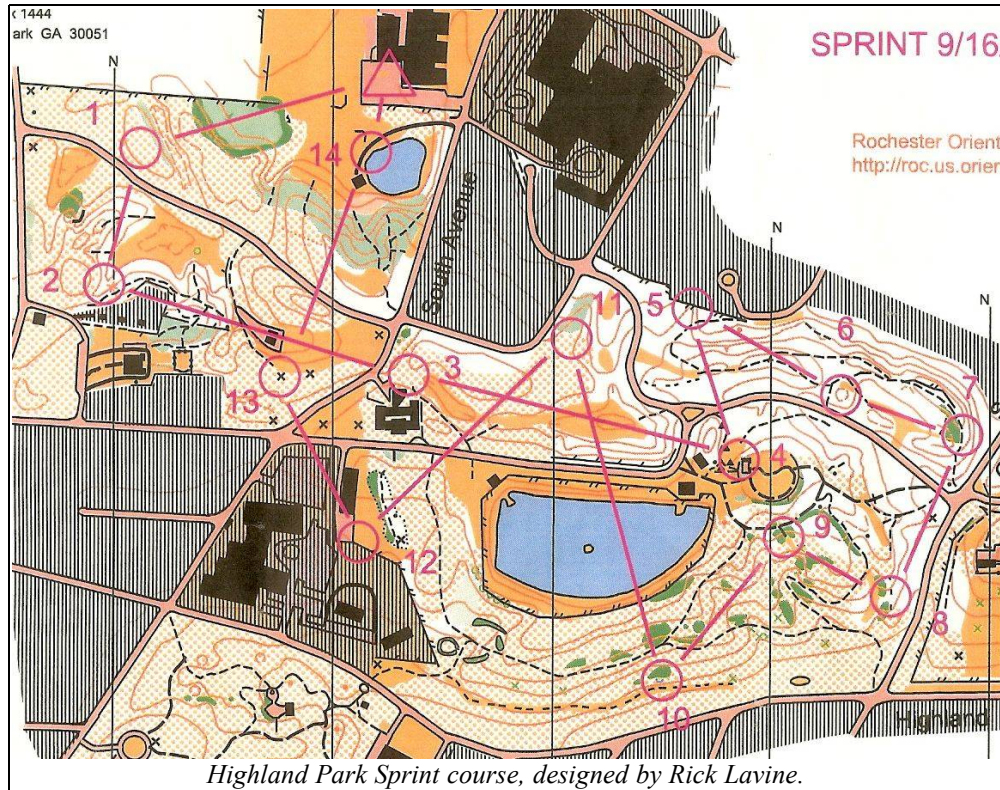 1444
ark GA 30051
SPRINT 9/16
Rochester Orient
http://roc.us.orien
N
N
N
1
14
2
South Avenue
3
11
5
6
7
13
4
12
9
8
10
Highland
Highland Park Sprint course, designed by Rick Lavine.